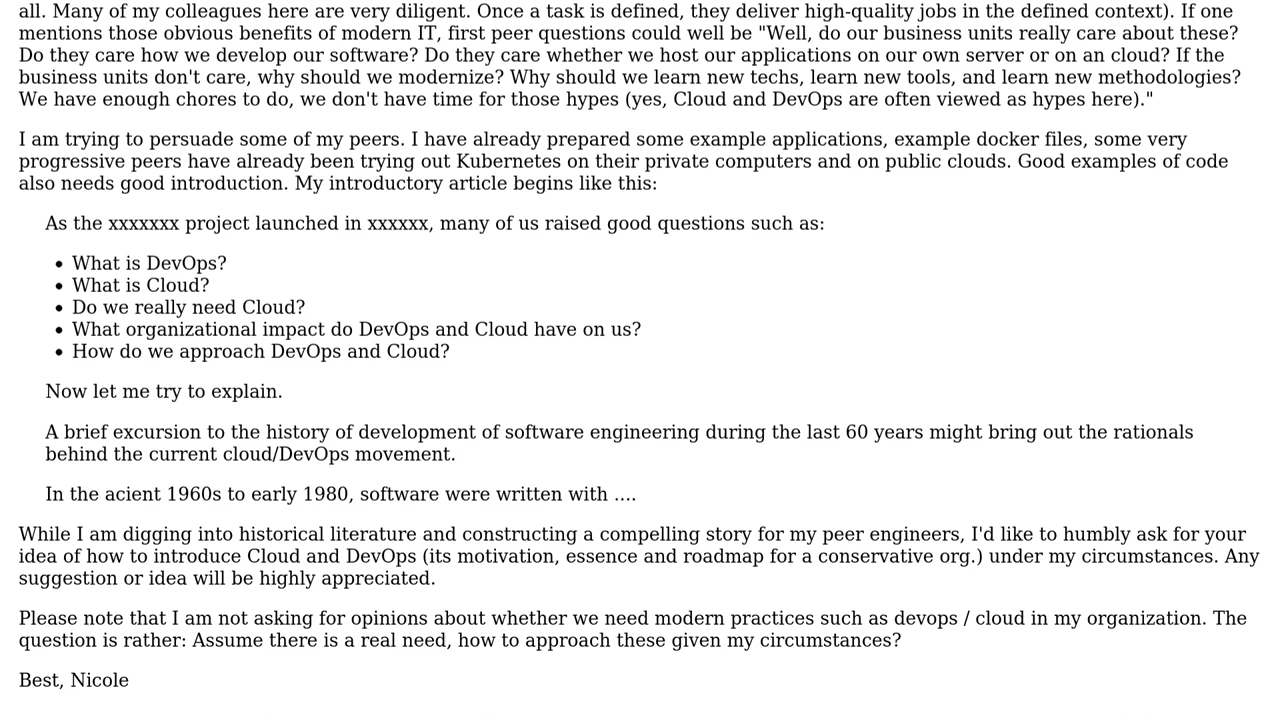 all. Many of my colleagues here are very diligent. Once a task is defined, they deliver high-quality jobs in the defined context). If one
mentions those obvious benefits of modern IT, first peer questions could well be "Well, do our business units really care about these?
Do they care how we develop our software? Do they care whether we host our applications on our own server or on an cloud? If the
business units don't care, why should we modernize? Why should we learn new techs, learn new tools, and learn new methodologies?
We have enough chores to do, we don't have time for those hypes (yes, Cloud and DevOps are often viewed as hypes here)."
I am trying to persuade some of my peers. I have already prepared some example applications, example docker files, some very
progressive peers have already been trying out Kubernetes on their private computers and on public clouds. Good examples of code
also needs good introduction. My introductory article begins like this:
As the xxxxxxx project launched in xxxxxx, many of us raised good questions such as:
• What is DevOps?
• What is Cloud?
• Do we really need Cloud?
• What organizational impact do DevOps and Cloud have on us?
• How do we approach DevOps and Cloud?
Now let me try to explain.
A brief excursion to the history of development of software engineering during the last 60 years might bring out the rationals
behind the current cloud/DevOps movement.
In the acient 1960s to early 1980, software were written with ....
While I am digging into historical literature and constructing a compelling story for my peer engineers, I'd like to humbly ask for your
idea of how to introduce Cloud and DevOps (its motivation, essence and roadmap for a conservative org.) under my circumstances. Any
suggestion or idea will be highly appreciated.
Please note that I am not asking for opinions about whether we need modern practices such as devops / cloud in my organization. The
question is rather: Assume there is a real need, how to approach these given my circumstances?
Best, Nicole